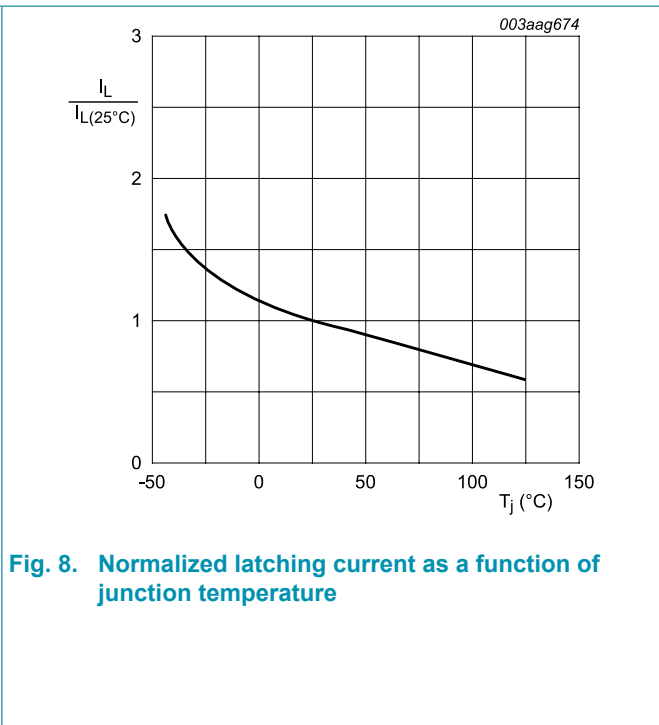 003aag674
3
I_L
I_L(25°C)
2
1
0
-50 0 50 100 150
T_j (°C)
Fig. 8. Normalized latching current as a function of
junction temperature